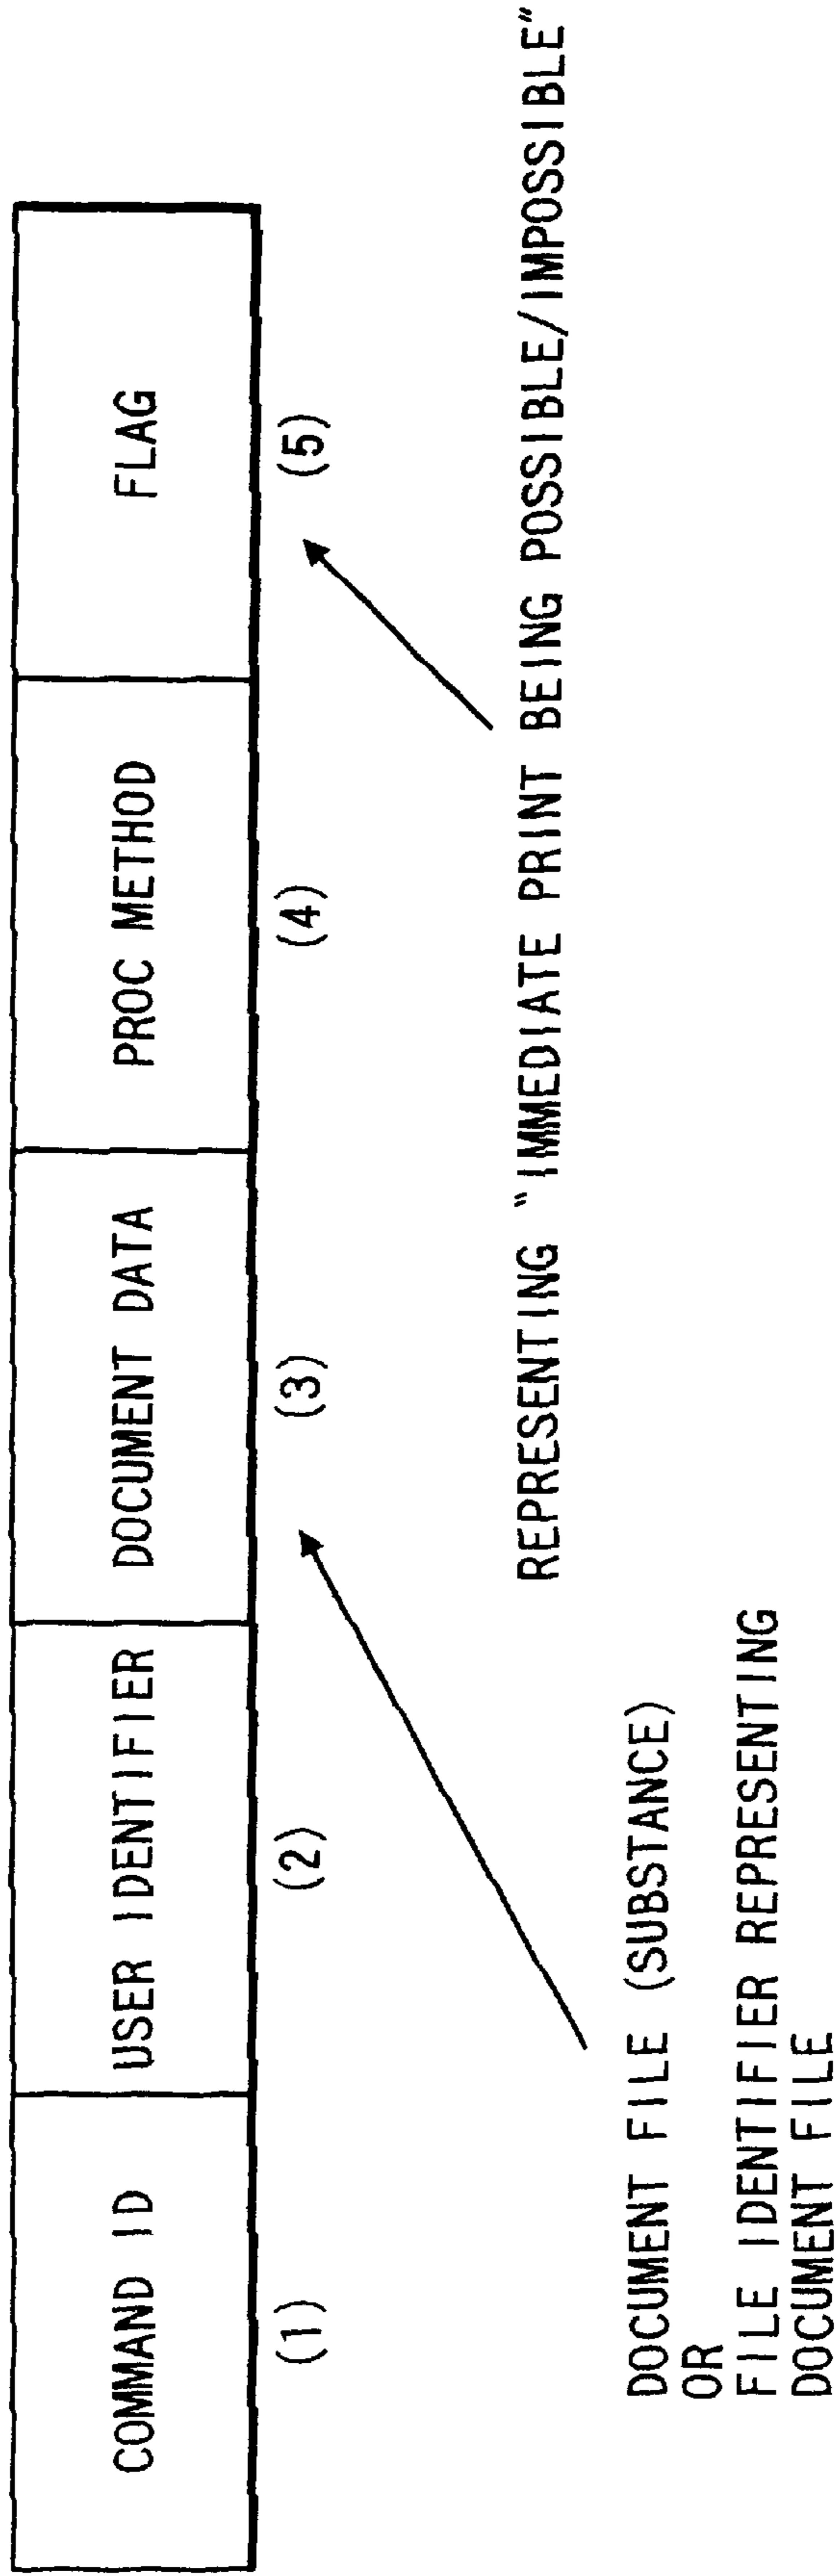 COMMAND ID
USER IDENTIFIER
DOCUMENT DATA
PROC METHOD
FLAG
(1)
(2)
(3)
(4)
(5)
REPRESENTING "IMMEDIATE PRINT BEING POSSIBLE/IMPOSSIBLE"
DOCUMENT FILE (SUBSTANCE)
OR
FILE IDENTIFIER REPRESENTING
DOCUMENT FILE